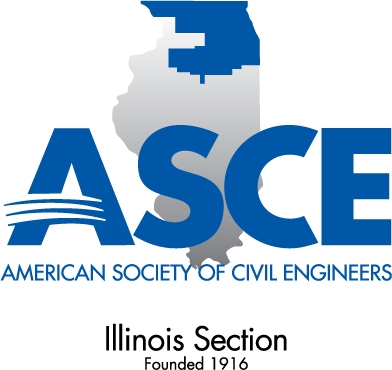 ASCE
AMERICAN SOCIETY OF CIVIL ENGINEERS
Illinois Section
Founded 1916